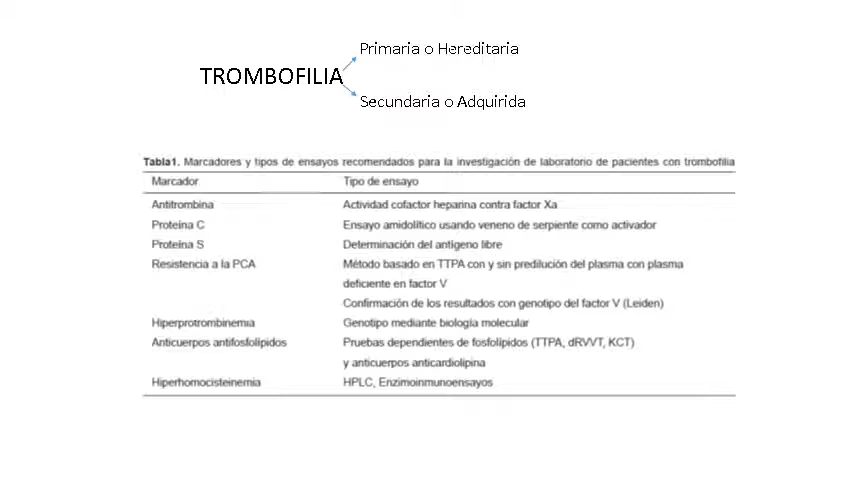 Primaria o Hereditaria
TROMBOFILIA
Secundaria o Adquirida
Tabla1. Marcadores y tipos de ensayos recomendados para la investigación de laboratorio de pacientes con trombofilia
Marcador Tipo de ensayo
Antitrombina Actividad cofactor heparina contra factor Xa
Proteína C Ensayo amidolítico usando veneno de serpiente como activador
Proteína S Determinación del antígeno libre
Resistencia a la PCA Método basado en TTPA con y sin predilución del plasma con plasma
deficiente en factor V
Confirmación de los resultados con genotipo del factor V (Leiden)
Hiperprotrombinemia Genotipo mediante biología molecular
Anticuerpos antifosfolípidos Pruebas dependientes de fosfolípidos (TTPA, dRVVT, KCT)
y anticuerpos anticardiolipina
Hiperhomocisteinemia HPLC, Enzimoinmunoensayos